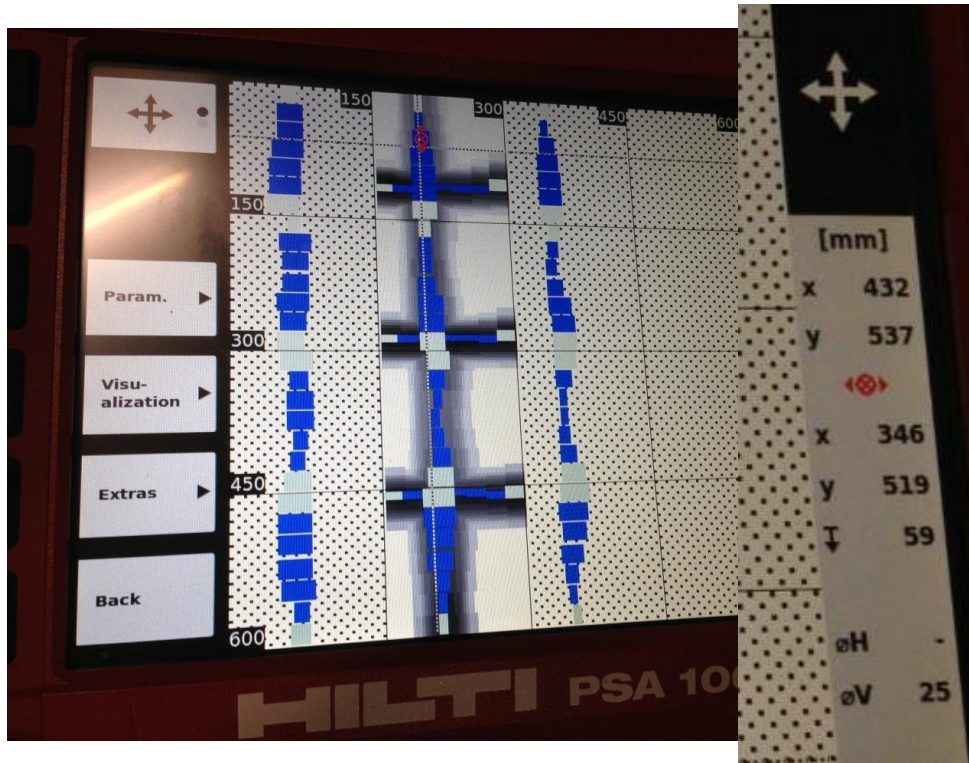 150
300
450
600
150
Param.
300
Visu-
alization
450
Extras
Back
600
HILTI PSA 100
[mm]
x 432
y 537
x 346
y 519
59
øH -
øV 25